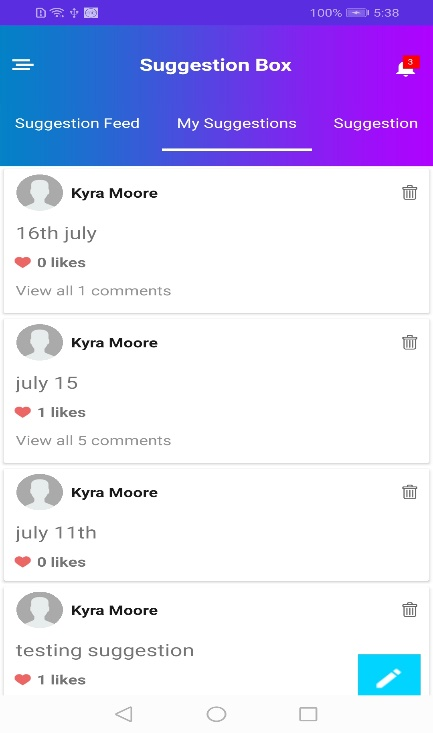 100% 5:38
Suggestion Box
3
Suggestion Feed My Suggestions Suggestion
Kyra Moore
16th july
0 likes
View all 1 comments
Kyra Moore
july 15
1 likes
View all 5 comments
Kyra Moore
july 11th
0 likes
Kyra Moore
testing suggestion
1 likes